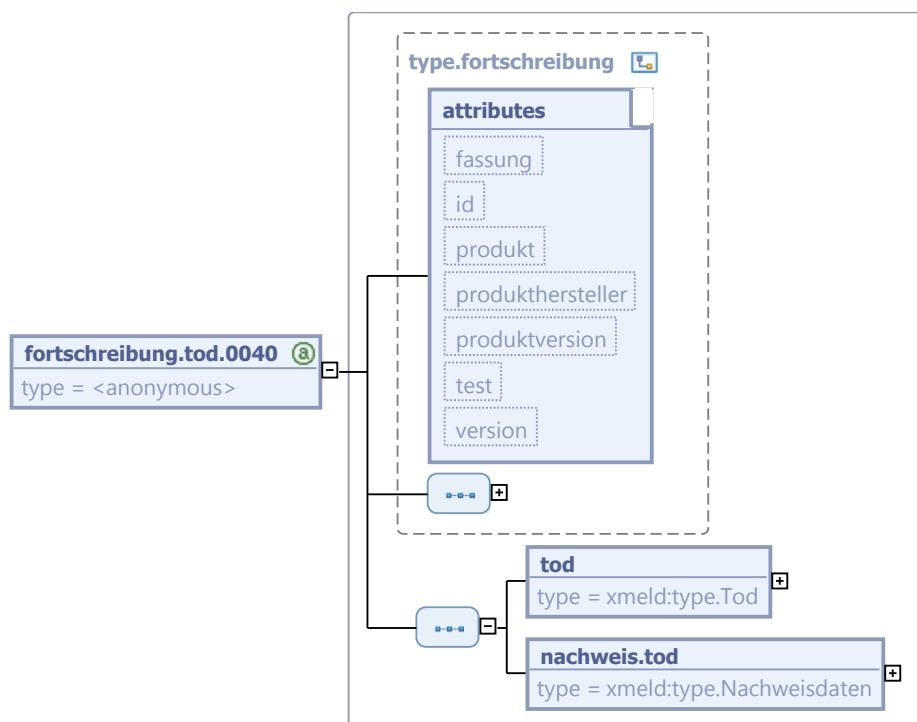 type.fortschreibung
attributes
fassung
id
produkt
produkthersteller
produktversion
test
version
fortschreibung.tod.0040 @
type = <anonymous>
tod
type = xmeld:type.Tod
nachweis.tod
type = xmeld:type.Nachweisdaten